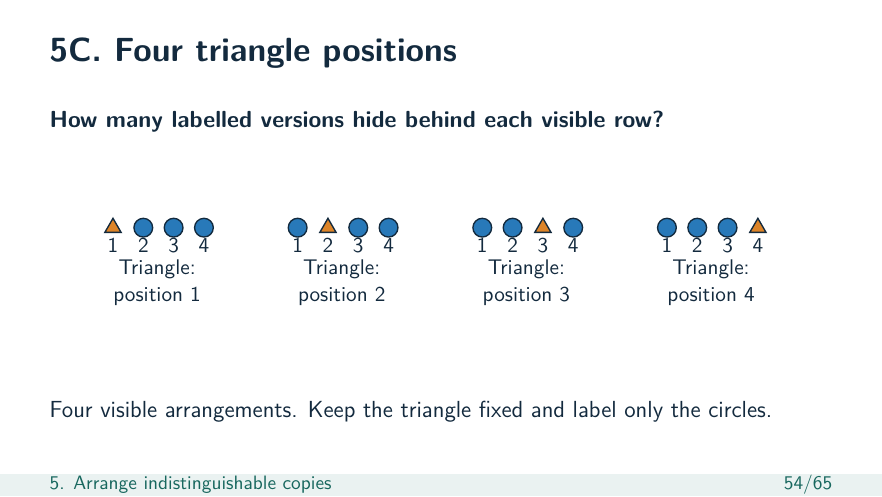 5C. Four triangle positions
How many labelled versions hide behind each visible row?
1 2 3 4
Triangle:
position 1
1 2 3 4
Triangle:
position 2
1 2 3 4
Triangle:
position 3
1 2 3 4
Triangle:
position 4
Four visible arrangements. Keep the triangle fixed and label only the circles.
5. Arrange indistinguishable copies
54/65